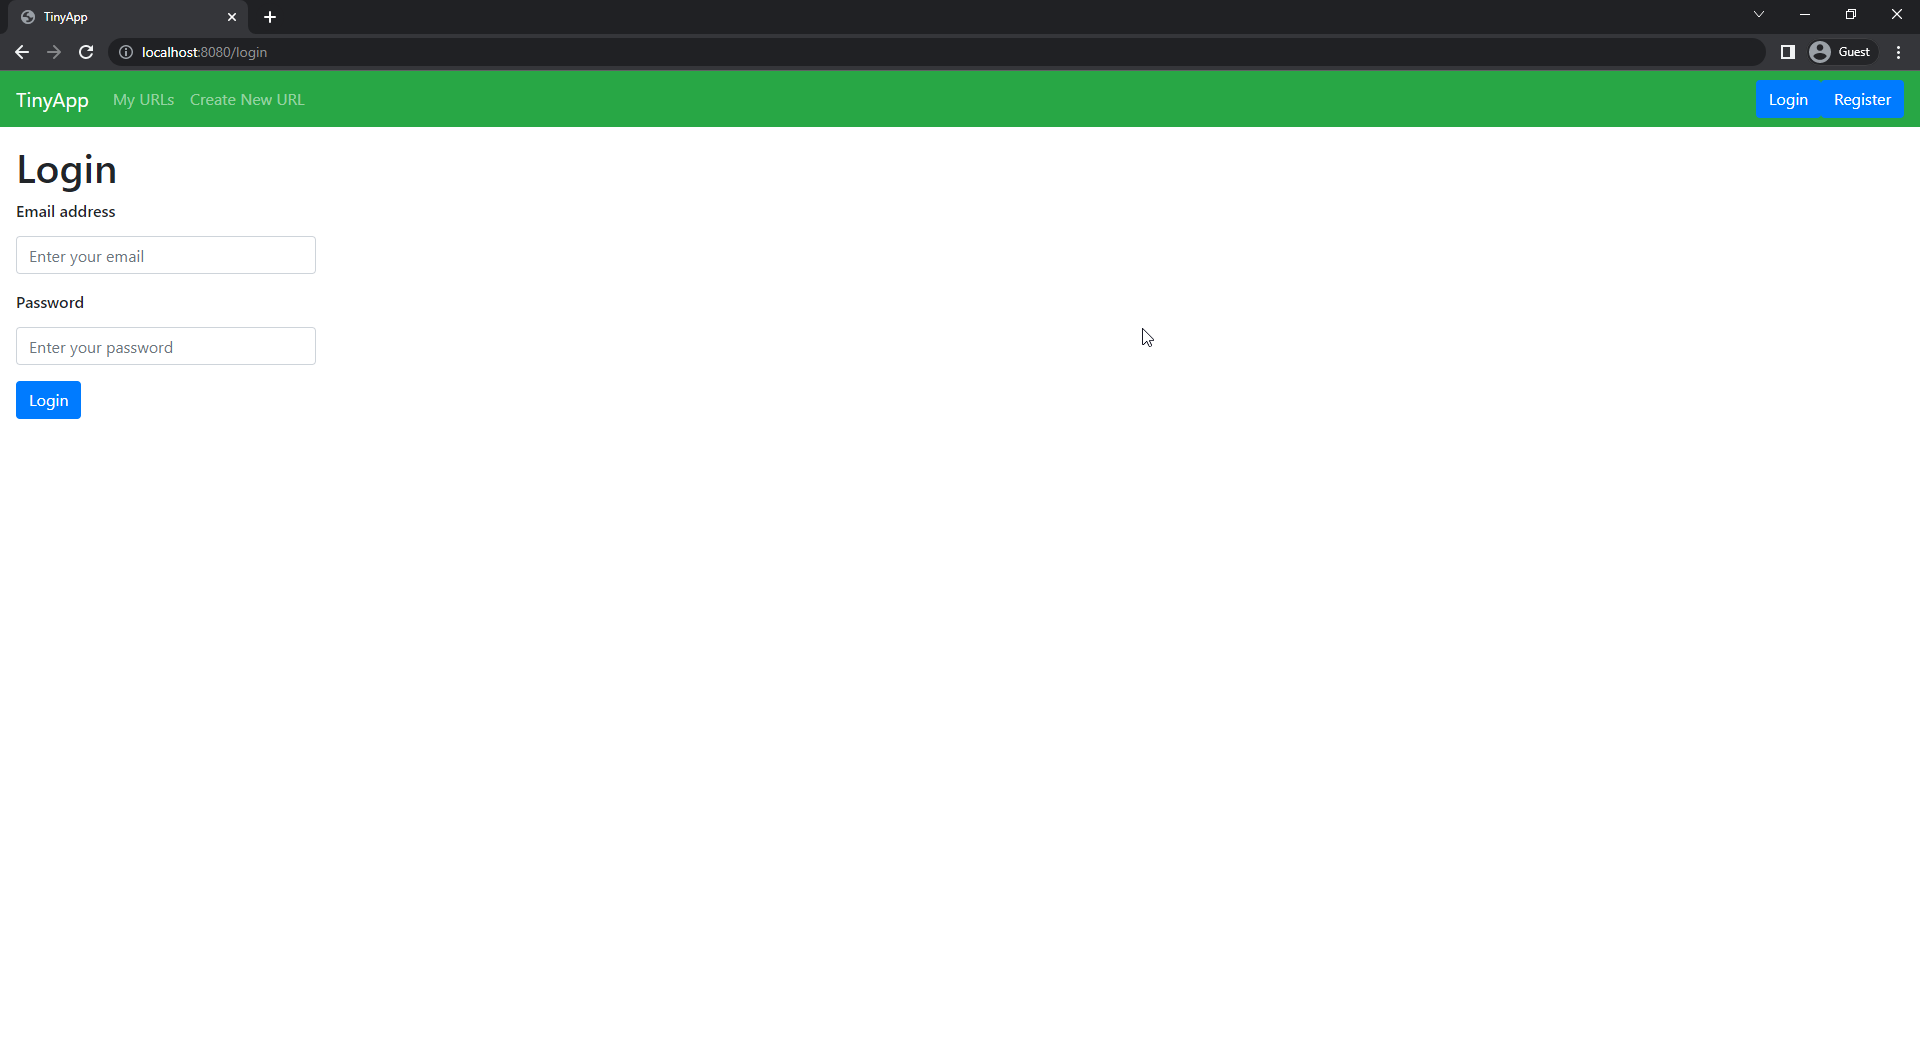 TinyApp
localhost:8080/login
Guest
TinyApp My URLs Create New URL Login Register
Login
Email address
Enter your email
Password
Enter your password
Login